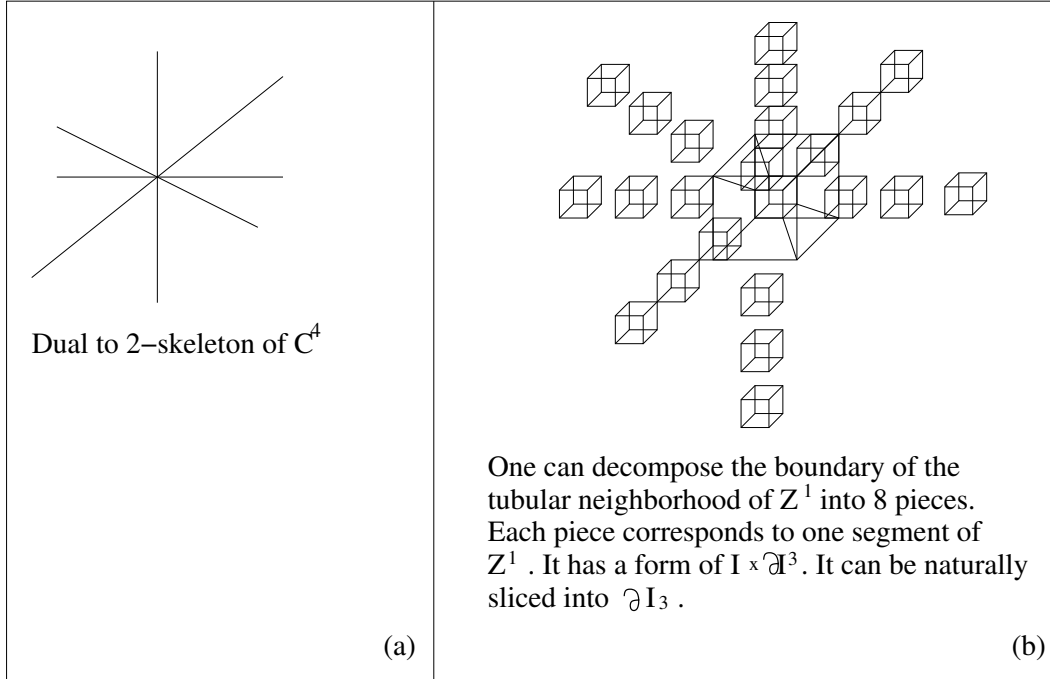 Dual to 2−skeleton of C⁴
(a)
One can decompose the boundary of the
tubular neighborhood of Z¹ into 8 pieces.
Each piece corresponds to one segment of
Z¹ . It has a form of I x ∂I³. It can be naturally
sliced into ∂I₃ .
(b)